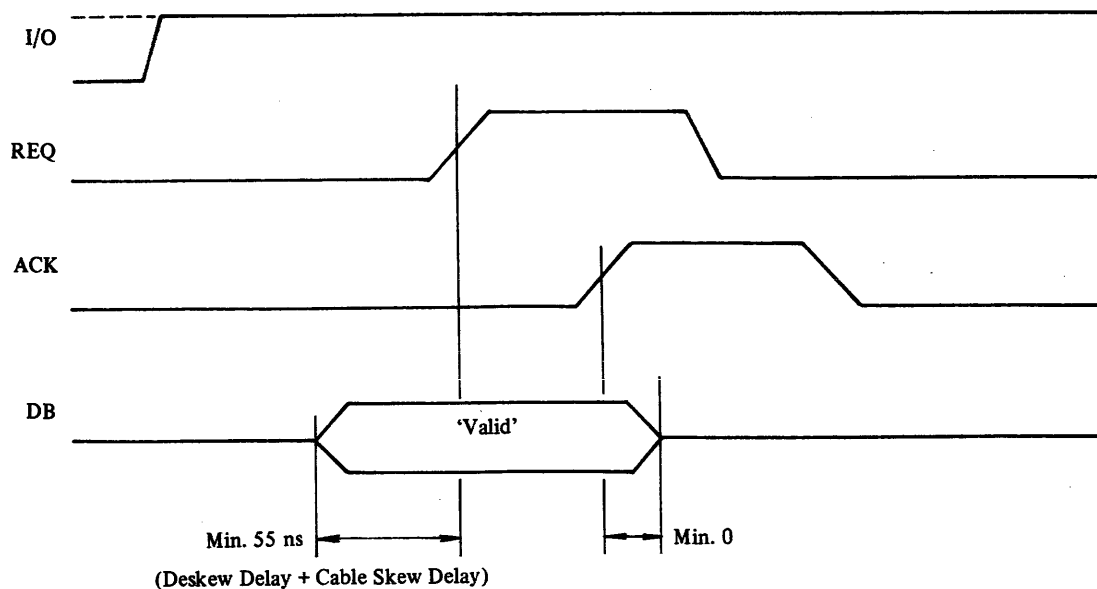 I/O
REQ
ACK
DB
‘Valid’
Min. 55 ns
Min. 0
(Deskew Delay + Cable Skew Delay)